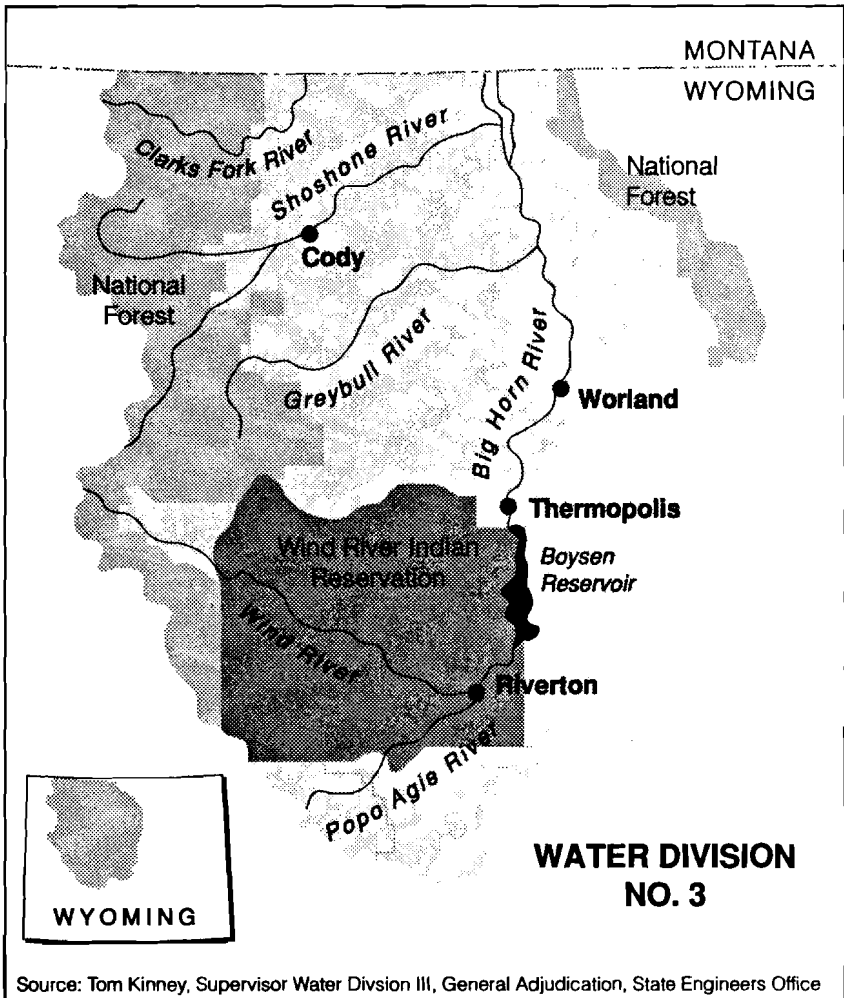 MONTANA
WYOMING
Clarks Fork River
Shoshone River
National
Forest
Cody
National
Forest
Greybull River
Big Horn River
Worland
Thermopolis
Wind River Indian
Reservation
Boysen
Reservoir
Wind River
Riverton
Popo Agie River
WATER DIVISION
NO. 3
WYOMING
Source: Tom Kinney, Supervisor Water Divsion III, General Adjudication, State Engineers Office